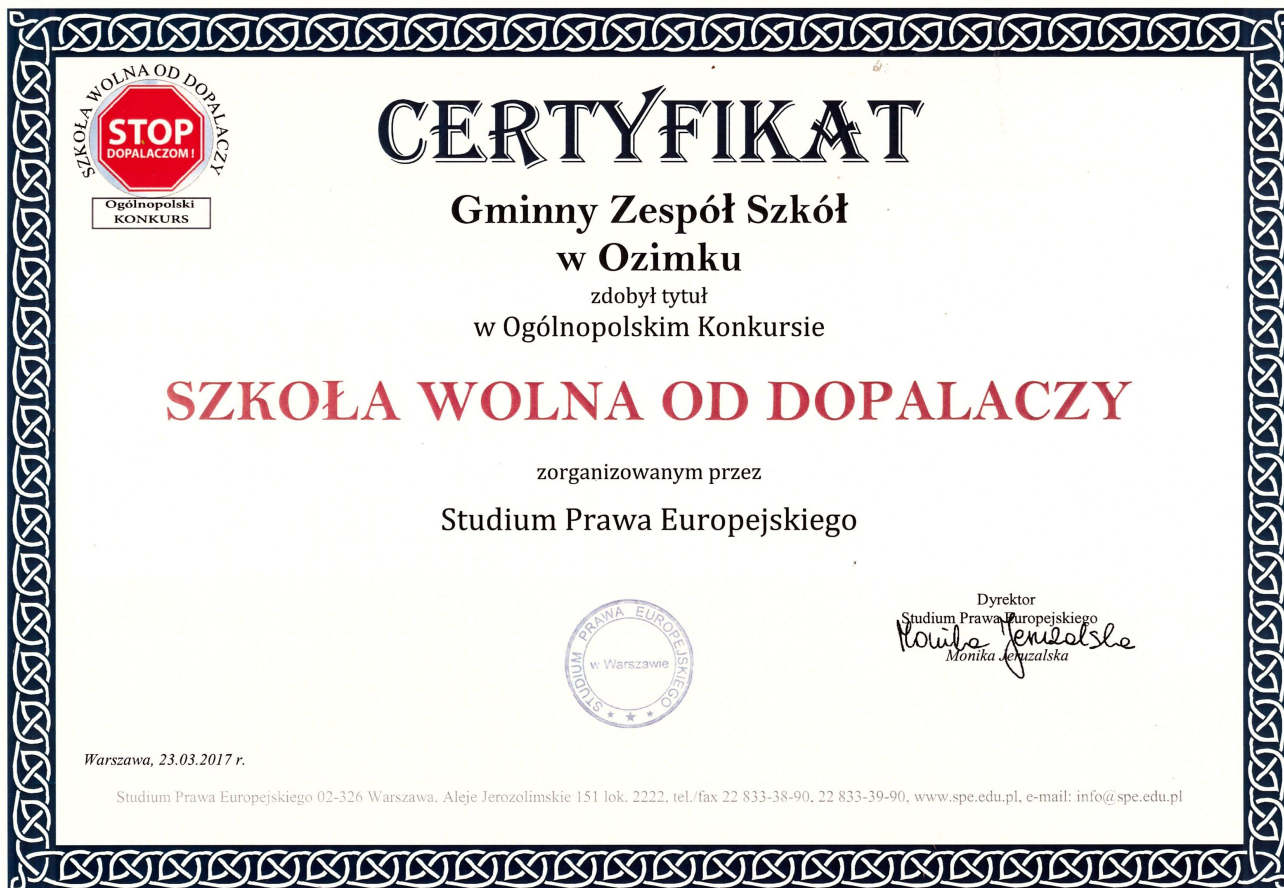 SZKOŁA WOLNA OD DOPALACZY
STOP
DOPALACZOM !
Ogólnopolski
KONKURS
CERTYFIKAT
Gminny Zespół Szkół
w Ozimku
zdobył tytuł
w Ogólnopolskim Konkursie
SZKOŁA WOLNA OD DOPALACZY
zorganizowanym przez
Studium Prawa Europejskiego
STUDIUM PRAWA EUROPEJSKIEGO
w Warszawie
Dyrektor
Studium Prawa Europejskiego
Monika Jeruzalska
Monika Jeruzalska
Warszawa, 23.03.2017 r.
Studium Prawa Europejskiego 02-326 Warszawa, Aleje Jerozolimskie 151 lok. 2222, tel./fax 22 833-38-90, 22 833-39-90, www.spe.edu.pl, e-mail: info@spe.edu.pl